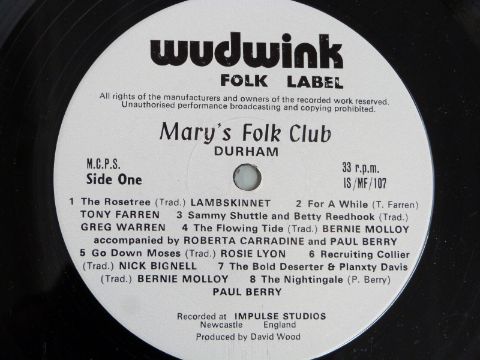 wudwink
FOLK LABEL
All rights of the manufacturers and owners of the recorded work reserved.
Unauthorised performance broadcasting and copying prohibited.
Mary's Folk Club
DURHAM
M.C.P.S.
Side One
33 r.p.m.
IS/MF/107
1 The Rosetree (Trad.) LAMBSKINNET 2 For A While (T. Farren)
TONY FARREN 3 Sammy Shuttle and Betty Reedhook (Trad.)
GREG WARREN 4 The Flowing Tide (Trad.) BERNIE MOLLOY
accompanied by ROBERTA CARRADINE and PAUL BERRY
5 Go Down Moses (Trad.) ROSIE LYON 6 Recruiting Collier
(Trad.) NICK BIGNELL 7 The Bold Deserter & Planxty Davis
(Trad.) BERNIE MOLLOY 8 The Nightingale (P. Berry)
PAUL BERRY
Recorded at IMPULSE STUDIOS
Newcastle England
Produced by David Wood